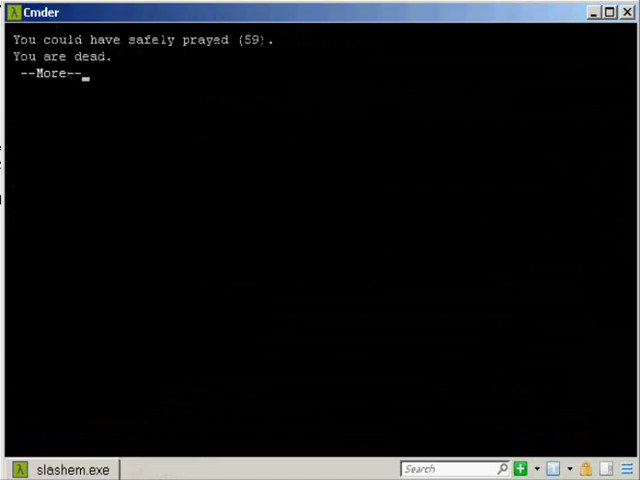 Cmder
You could have safely prayed (59).
You are dead.
--More--
slashem.exe
Search